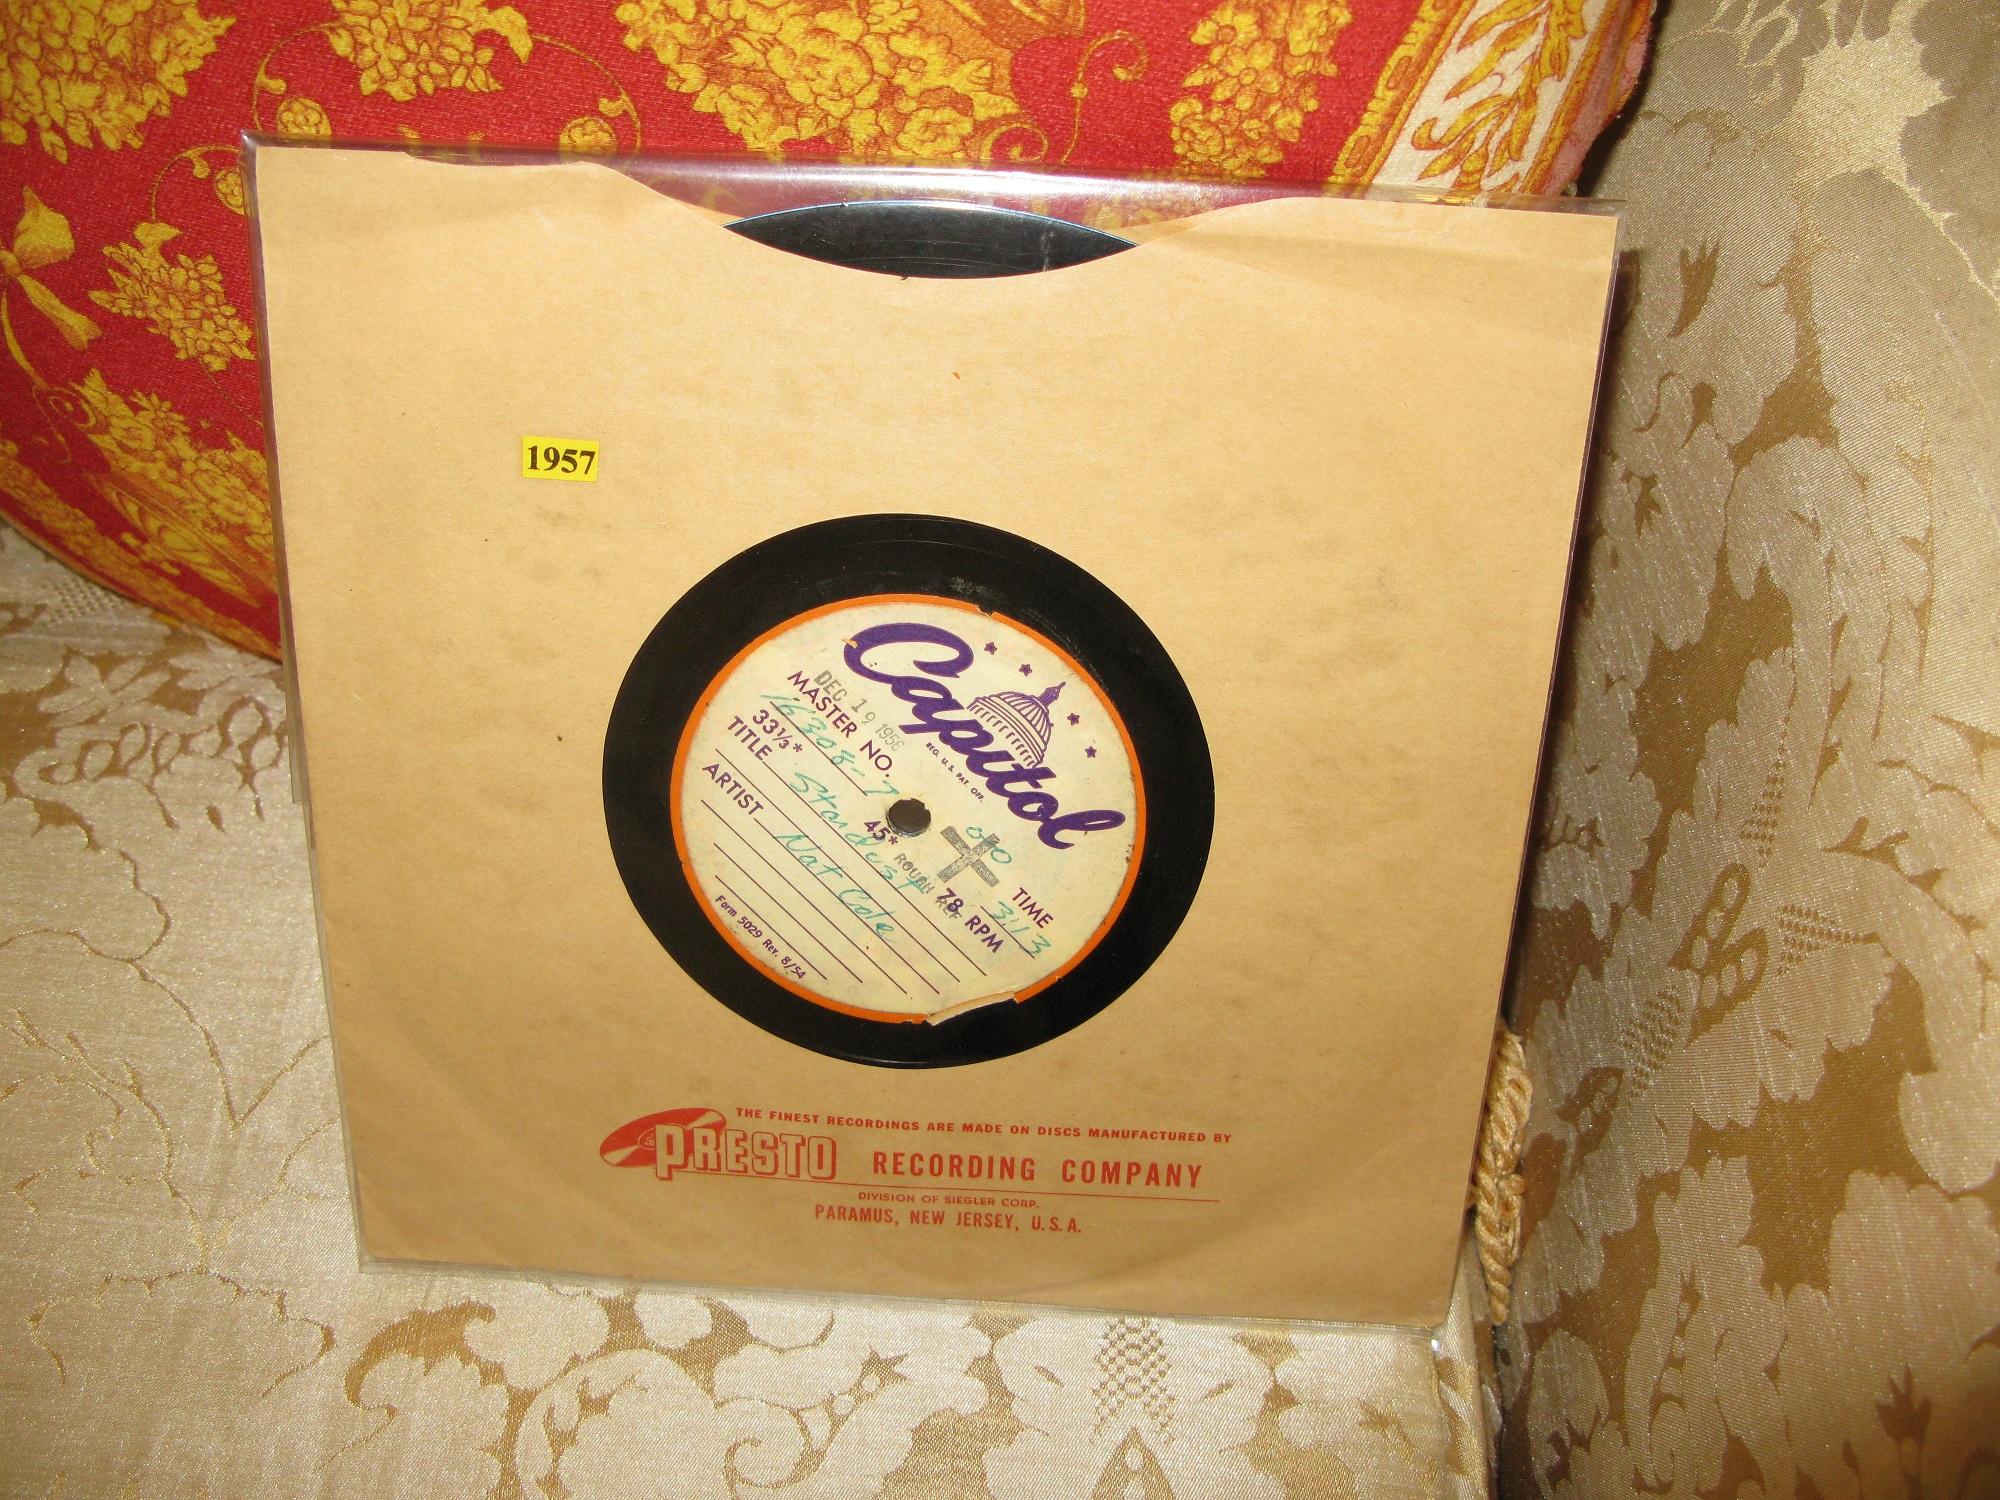 1957
Capitol
REG. U.S. PAT. OFF.
DEC 19 1956
MASTER NO.
16308-7
33⅓*
45*
78 RPM
ROUGH REF
TIME
3:13
TITLE Stardust
ARTIST Nat Cole
Form 5029 Rev. 8/54
THE FINEST RECORDINGS ARE MADE ON DISCS MANUFACTURED BY
PRESTO RECORDING COMPANY
DIVISION OF SIEGLER CORP.
PARAMUS, NEW JERSEY, U.S.A.